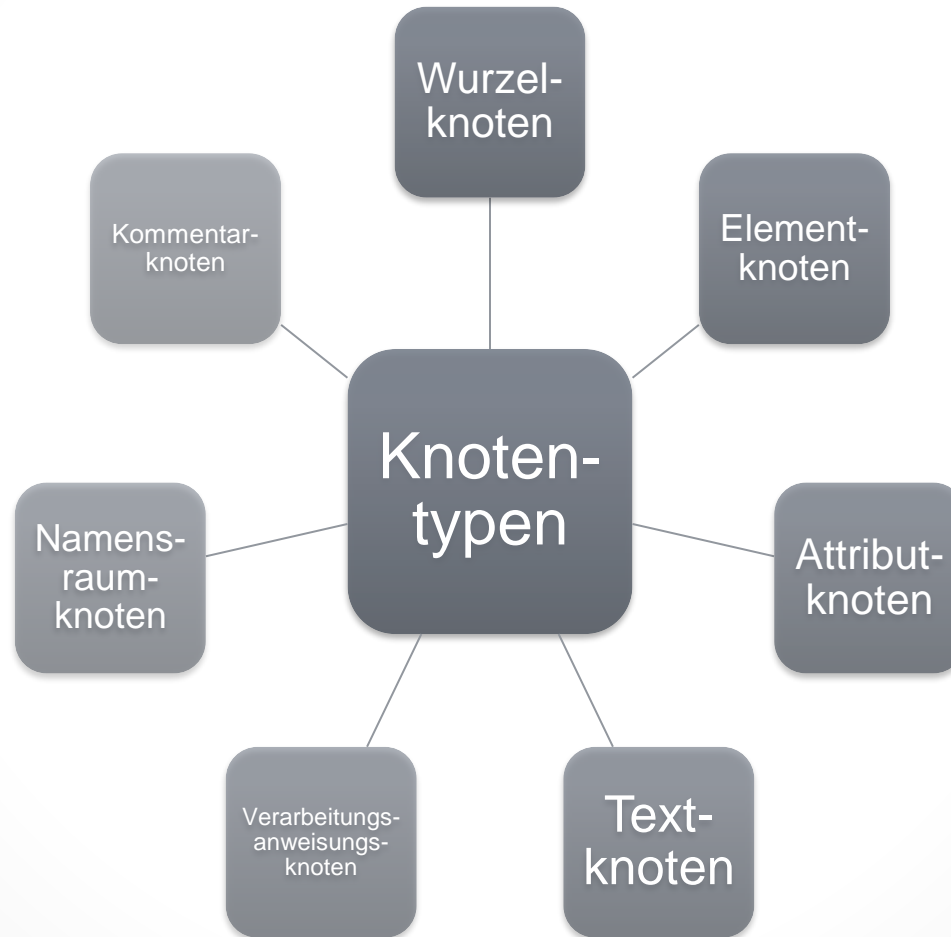 Wurzel-
knoten
Element-
knoten
Attribut-
knoten
Text-
knoten
Verarbeitungs-
anweisungs-
knoten
Namens-
raum-
knoten
Kommentar-
knoten
Knoten-
typen